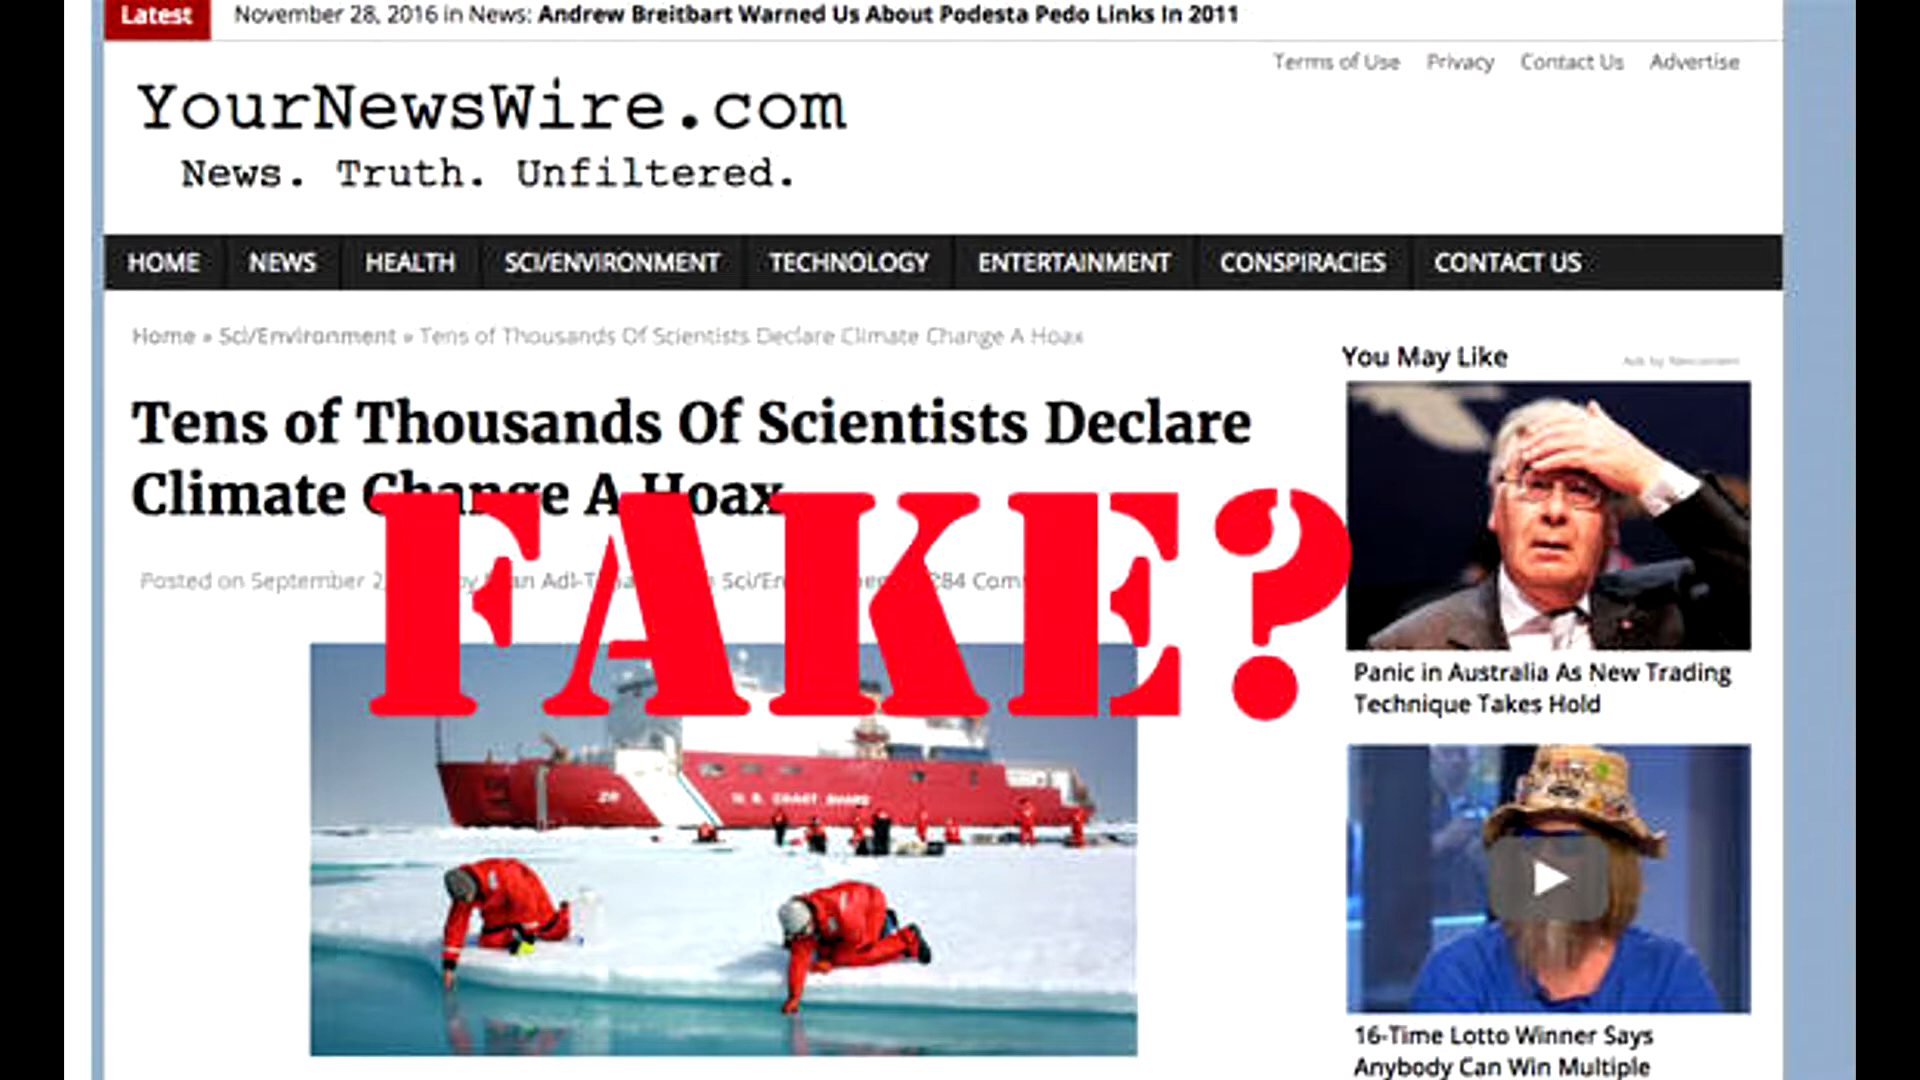 Latest
November 28, 2016 in News: Andrew Breitbart Warned Us About Podesta Pedo Links In 2011
Terms of Use Privacy Contact Us Advertise
YourNewsWire.com
News. Truth. Unfiltered.
HOME NEWS HEALTH SCI/ENVIRONMENT TECHNOLOGY ENTERTAINMENT CONSPIRACIES CONTACT US
Home » Sci/Environment » Tens of Thousands Of Scientists Declare Climate Change A Hoax
Tens of Thousands Of Scientists Declare
Climate Change A Hoax
FAKE?
Posted on September
U. S. COAST GUARD
You May Like
Panic in Australia As New Trading
Technique Takes Hold
16-Time Lotto Winner Says
Anybody Can Win Multiple